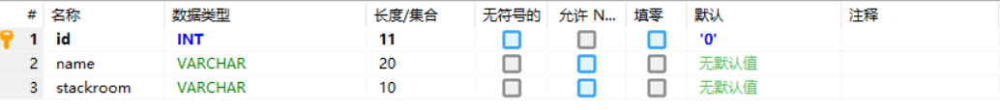 # 名称 数据类型 长度/集合 无符号的 允许 N... 填零 默认 注释
1 id INT 11 '0'
2 name VARCHAR 20 无默认值
3 stackroom VARCHAR 10 无默认值